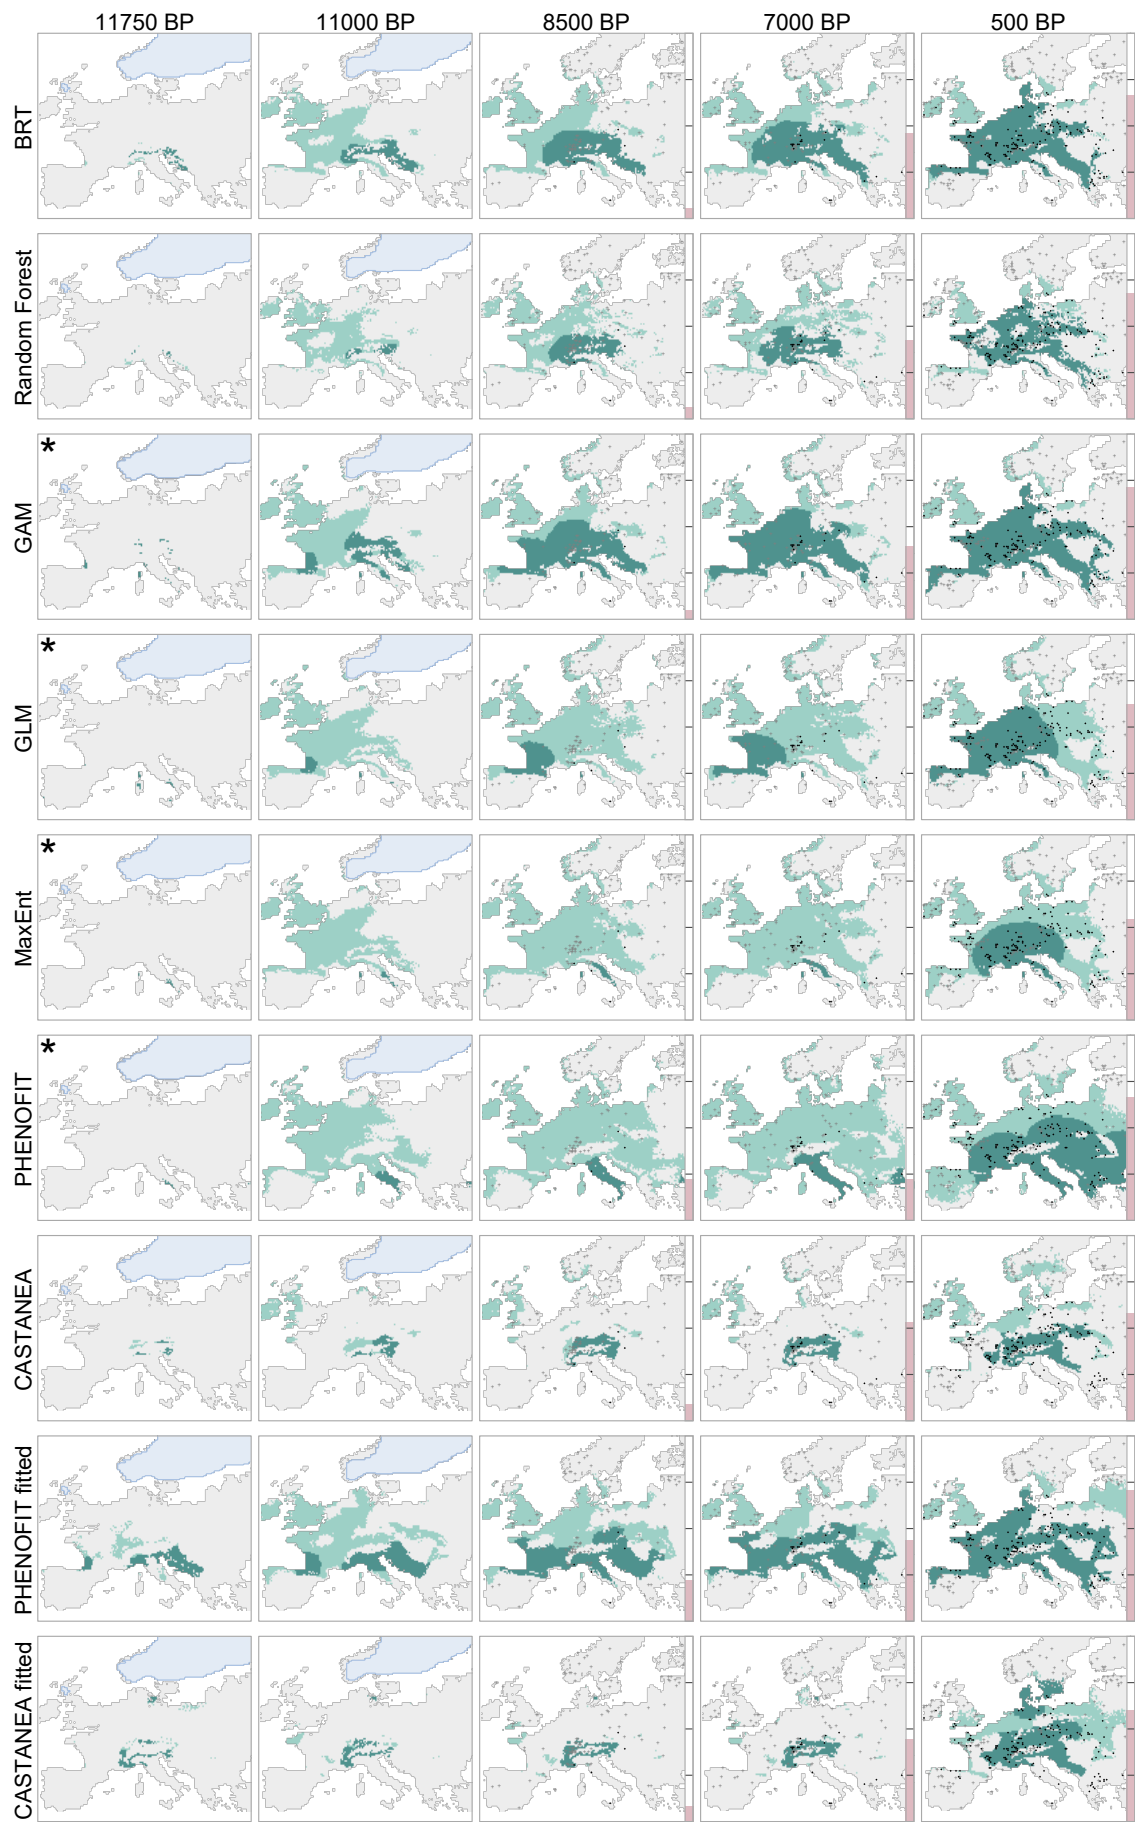 11750 BP 11000 BP 8500 BP 7000 BP 500 BP
BRT
Random Forest
*
GAM
*
GLM
*
MaxEnt
*
PHENOFIT
CASTANEA
PHENOFIT fitted
CASTANEA fitted